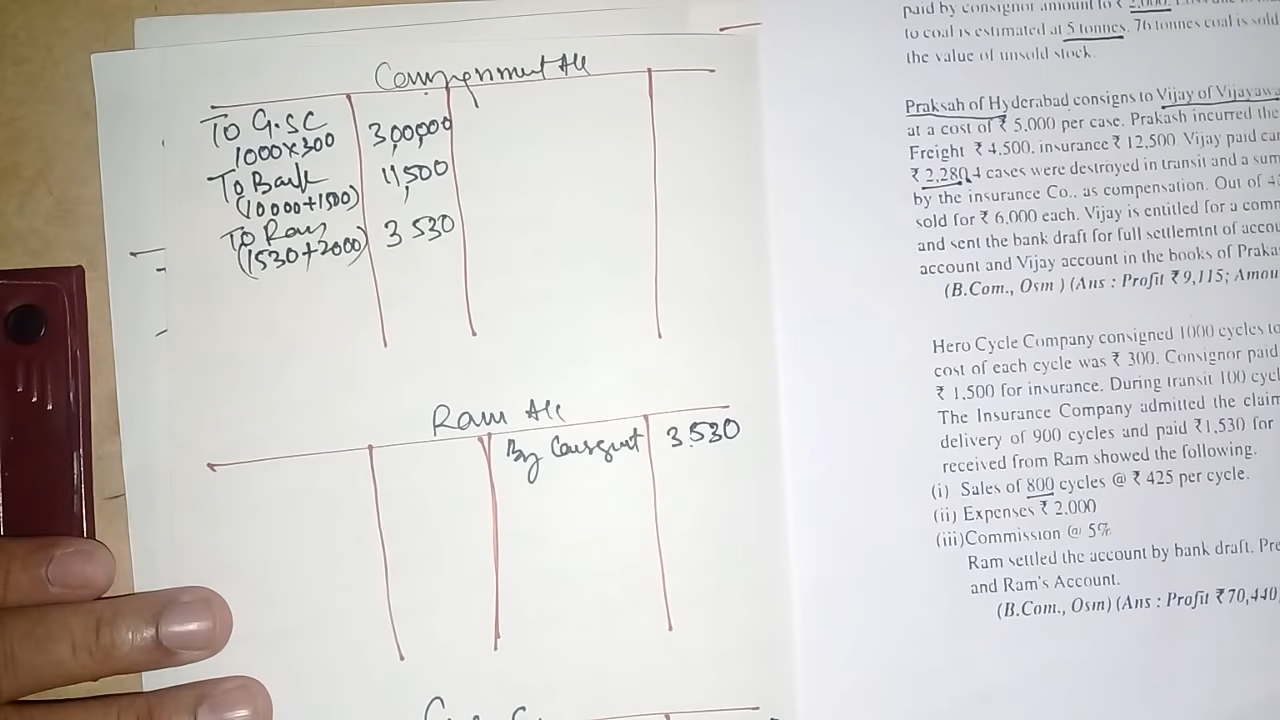 Consignment A/c
To G.SC 3,00,000
1000×300
To Bank 11,500
(10000+1500)
To Ram 3530
(1530+2000)
Ram A/c
By Consgnmt 3.530
paid by consignor amount to ₹
to coal is estimated at 5 tonnes. 76 tonnes coal is sold
the value of unsold stock.
Praksah of Hyderabad consigns to Vijay of Vijayawa
at a cost of ₹ 5,000 per case. Prakash incurred the
Freight ₹ 4,500, insurance ₹ 12,500. Vijay paid car
₹ 2,280. 4 cases were destroyed in transit and a sum
by the insurance Co., as compensation. Out of 4
sold for ₹ 6,000 each. Vijay is entitled for a comm
and sent the bank draft for full settlemtnt of accou
account and Vijay account in the books of Praka
(B.Com., Osm ) (Ans : Profit ₹ 9,115; Amou
Hero Cycle Company consigned 1000 cycles to
cost of each cycle was ₹ 300. Consignor paid
₹ 1,500 for insurance. During transit 100 cycl
The Insurance Company admitted the claim
delivery of 900 cycles and paid ₹1,530 for
received from Ram showed the following.
(i) Sales of 800 cycles @ ₹ 425 per cycle.
(ii) Expenses ₹ 2,000
(iii)Commission @ 5%
Ram settled the account by bank draft. Pre
and Ram's Account.
(B.Com., Osm) (Ans : Profit ₹ 70,440